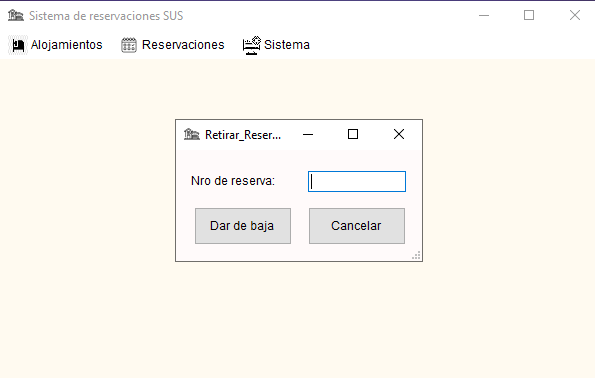 Sistema de reservaciones SUS
Alojamientos Reservaciones Sistema
Retirar_Reser...
Nro de reserva:
Dar de baja Cancelar